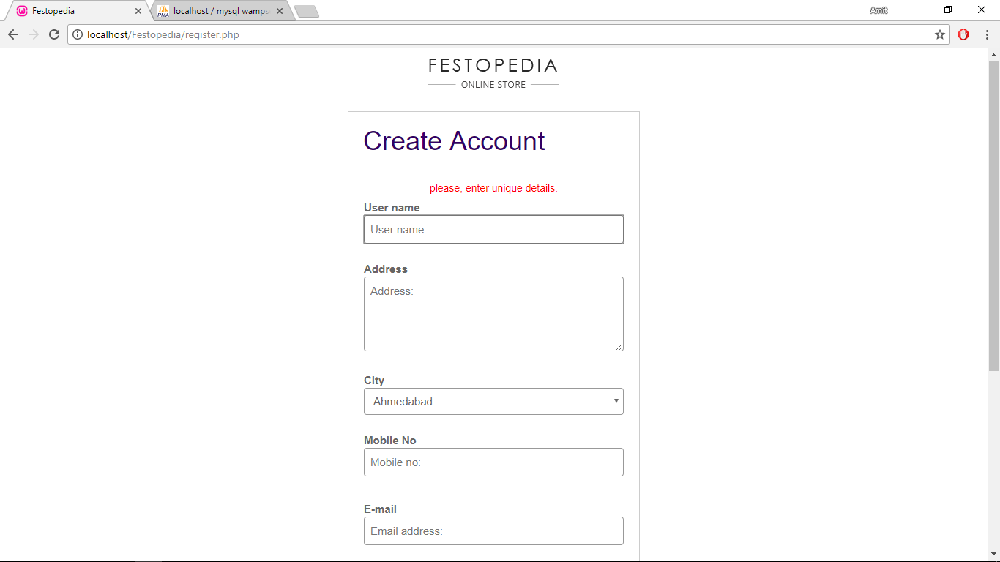 Festopedia
localhost / mysql wamps
Amit
localhost/Festopedia/register.php
FESTOPEDIA
ONLINE STORE
Create Account
please, enter unique details.
User name
User name:
Address
Address:
City
Ahmedabad
Mobile No
Mobile no:
E-mail
Email address: